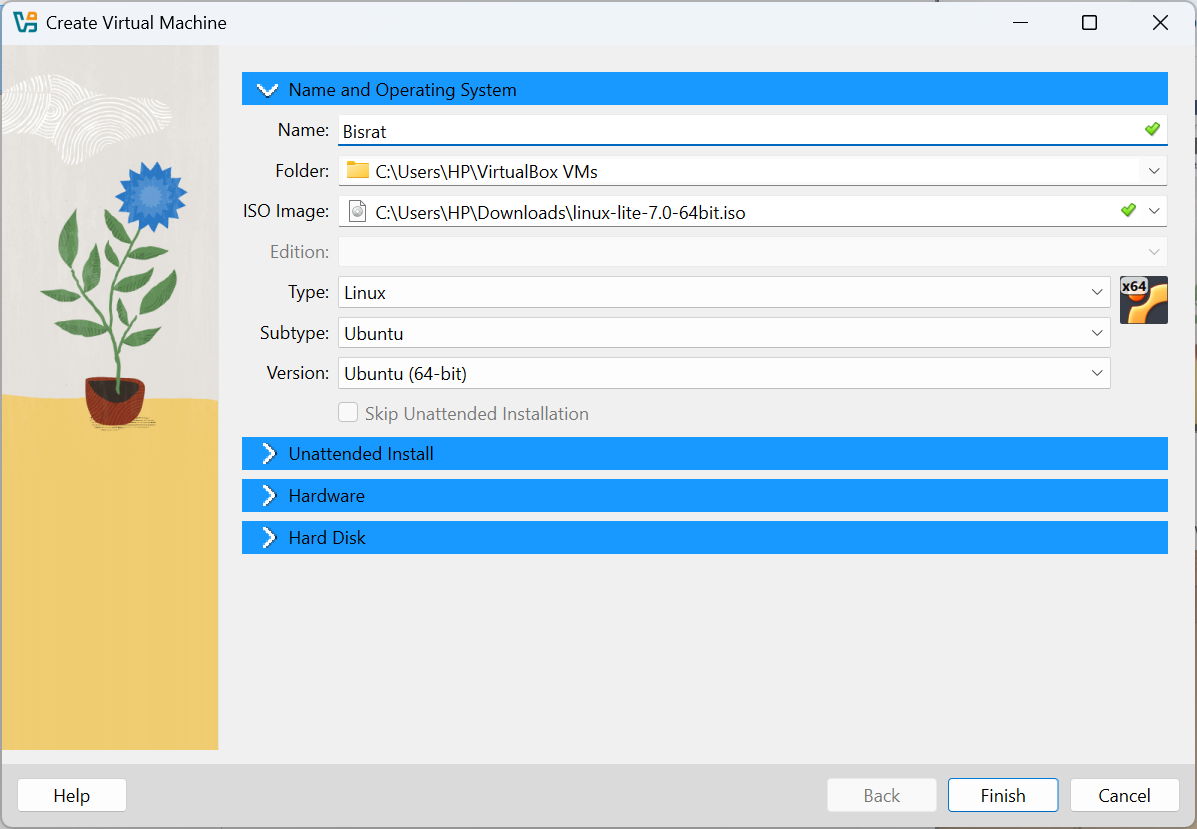 Create Virtual Machine
Name and Operating System
Name: Bisrat
Folder: C:\Users\HP\VirtualBox VMs
ISO Image: C:\Users\HP\Downloads\linux-lite-7.0-64bit.iso
Edition:
Type: Linux
x64
Subtype: Ubuntu
Version: Ubuntu (64-bit)
Skip Unattended Installation
Unattended Install
Hardware
Hard Disk
Help Back Finish Cancel